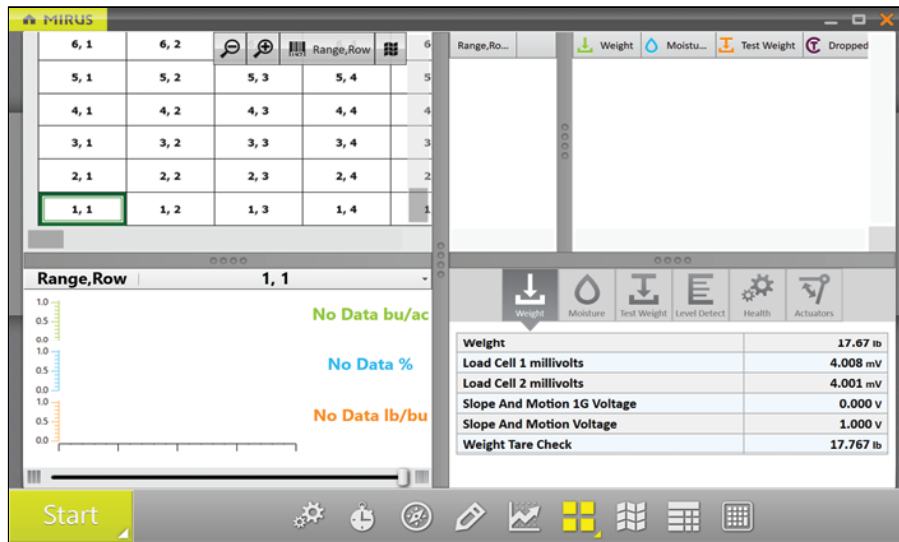 MIRUS
6, 1 6, 2 Range,Row 6
5, 1 5, 2 5, 3 5, 4 5
4, 1 4, 2 4, 3 4, 4 4
3, 1 3, 2 3, 3 3, 4 3
2, 1 2, 2 2, 3 2, 4 2
1, 1 1, 2 1, 3 1, 4 1
Range,Ro... Weight Moistu... Test Weight Dropped
Range,Row 1, 1
1.0
0.5
0.0
No Data bu/ac
1.0
0.5
0.0
No Data %
1.0
0.5
0.0
No Data lb/bu
Weight Moisture Test Weight Level Detect Health Actuators
Weight 17.67 lb
Load Cell 1 millivolts 4.008 mV
Load Cell 2 millivolts 4.001 mV
Slope And Motion 1G Voltage 0.000 V
Slope And Motion Voltage 1.000 V
Weight Tare Check 17.767 lb
Start